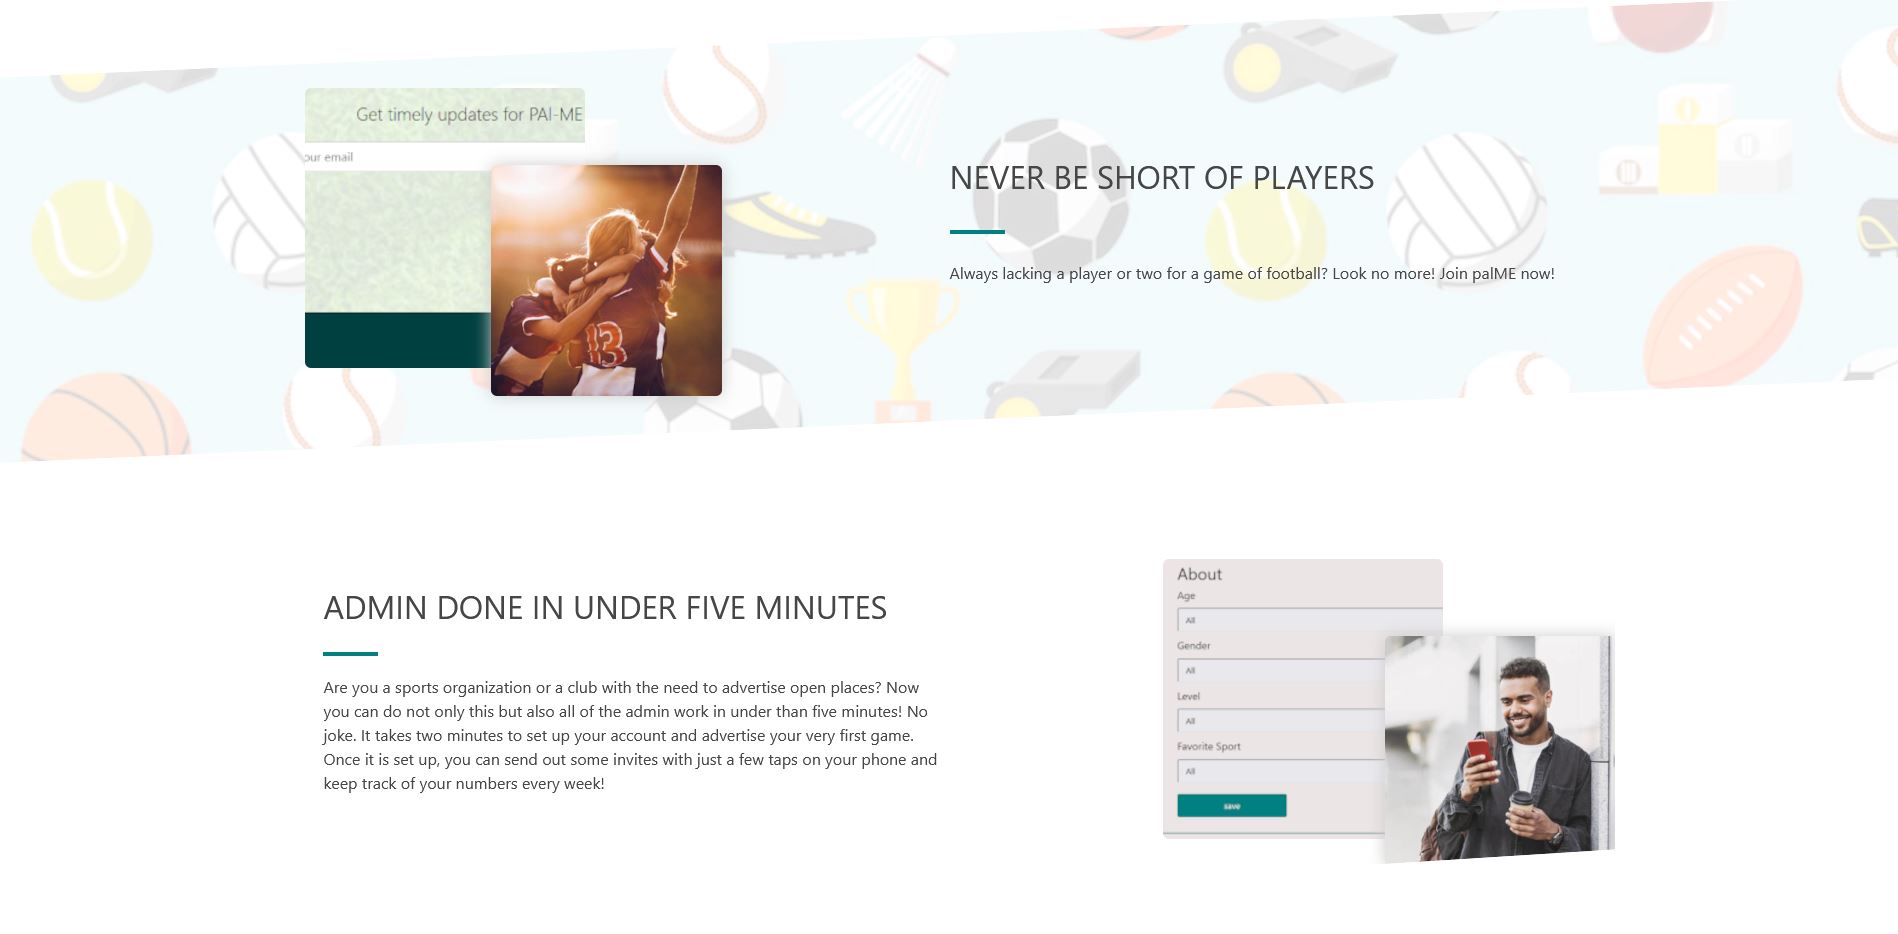 Get timely updates for PAl-ME
our email
13
NEVER BE SHORT OF PLAYERS
Always lacking a player or two for a game of football? Look no more! Join palME now!
ADMIN DONE IN UNDER FIVE MINUTES
Are you a sports organization or a club with the need to advertise open places? Now
you can do not only this but also all of the admin work in under than five minutes! No
joke. It takes two minutes to set up your account and advertise your very first game.
Once it is set up, you can send out some invites with just a few taps on your phone and
keep track of your numbers every week!
About
Age
All
Gender
All
Level
All
Favorite Sport
All
save